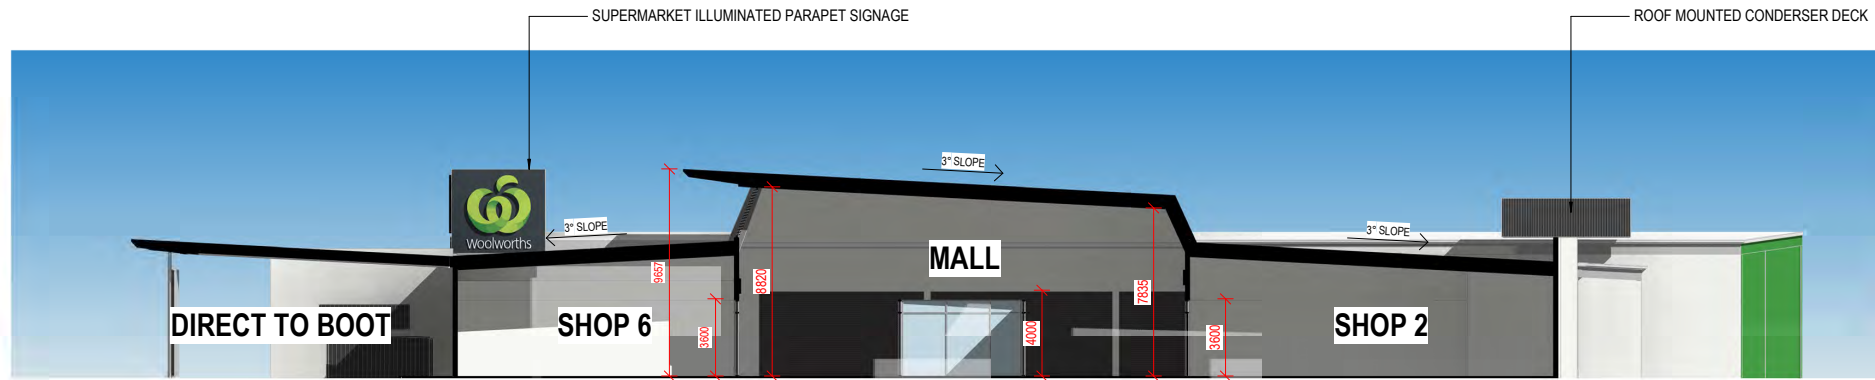 SUPERMARKET ILLUMINATED PARAPET SIGNAGE
ROOF MOUNTED CONDERSER DECK
3° SLOPE
3° SLOPE
3° SLOPE
woolworths
MALL
9657
8820
7835
DIRECT TO BOOT
SHOP 6
SHOP 2
3600
4000
3600